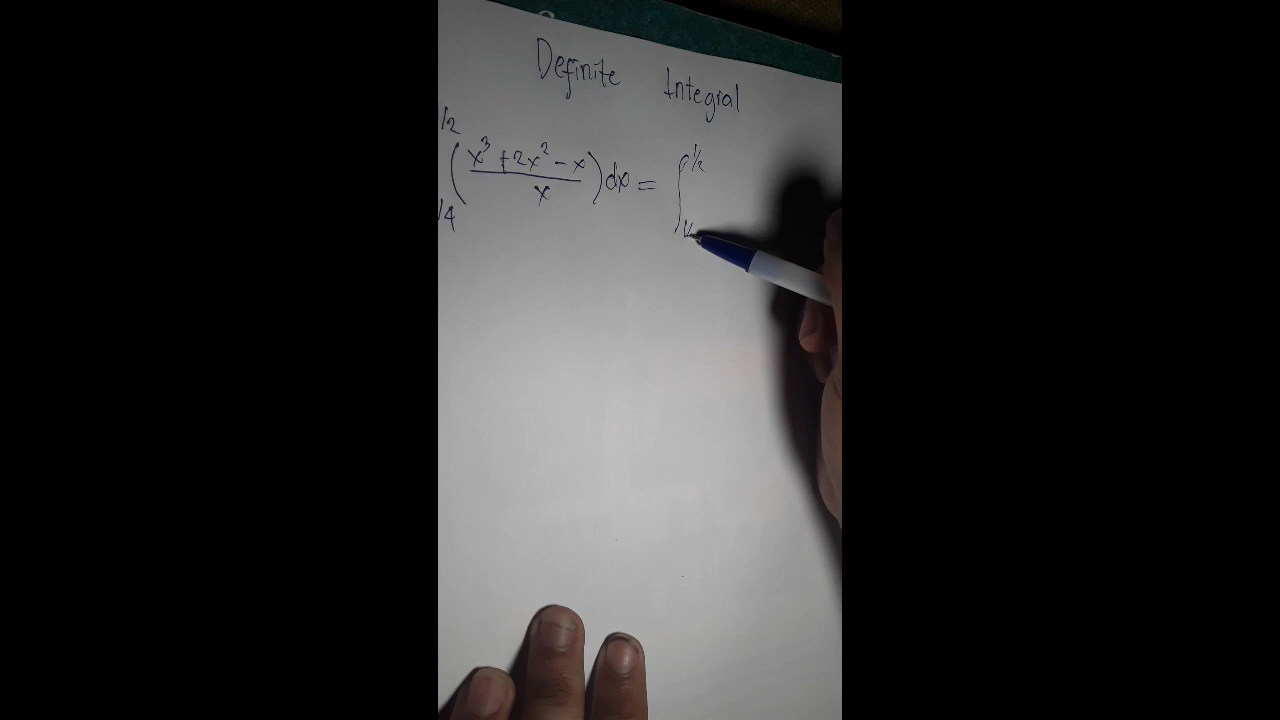 Definite Integral
1/2
(x³ + 2x² - x / x) dx = ∫ 1/2
1/4